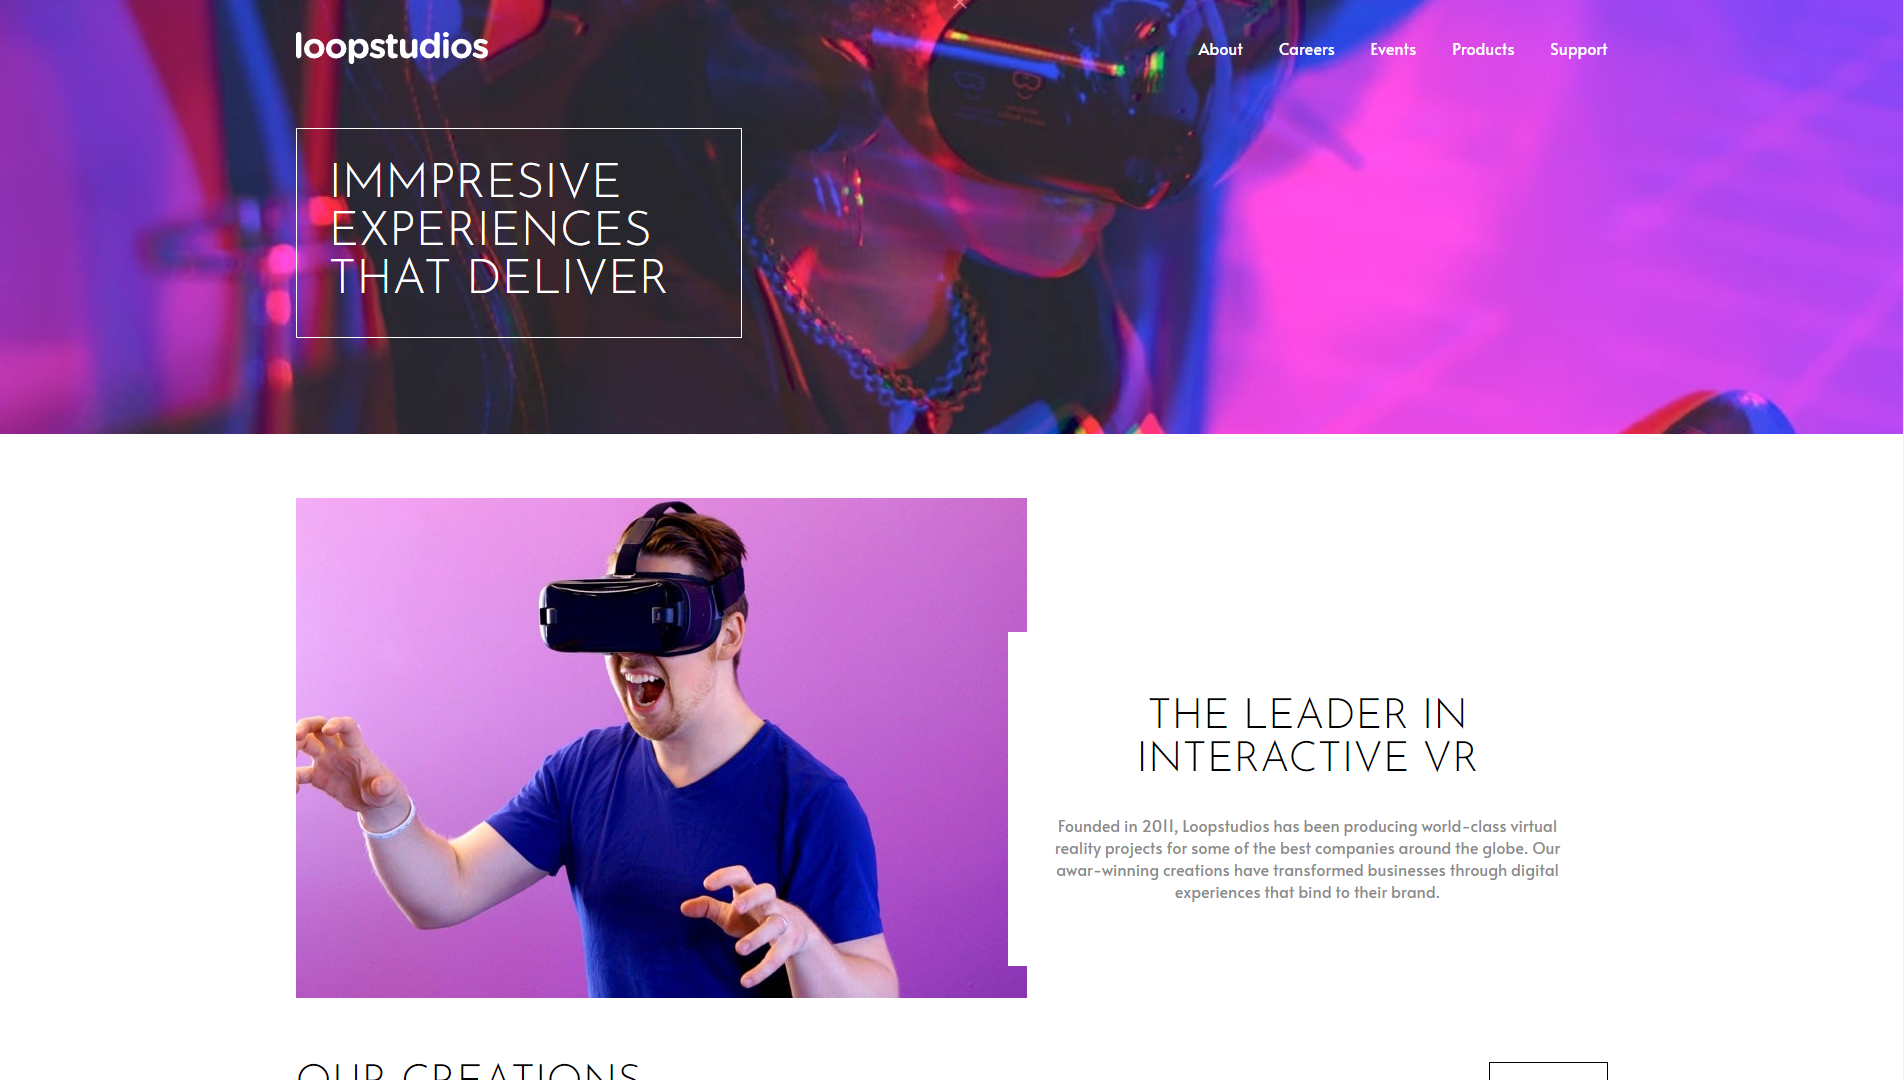 loopstudios
About Careers Events Products Support
IMMPRESIVE
EXPERIENCES
THAT DELIVER
THE LEADER IN
INTERACTIVE VR
Founded in 2011, Loopstudios has been producing world-class virtual
reality projects for some of the best companies around the globe. Our
awar-winning creations have transformed businesses through digital
experiences that bind to their brand.
OUR CREATIONS